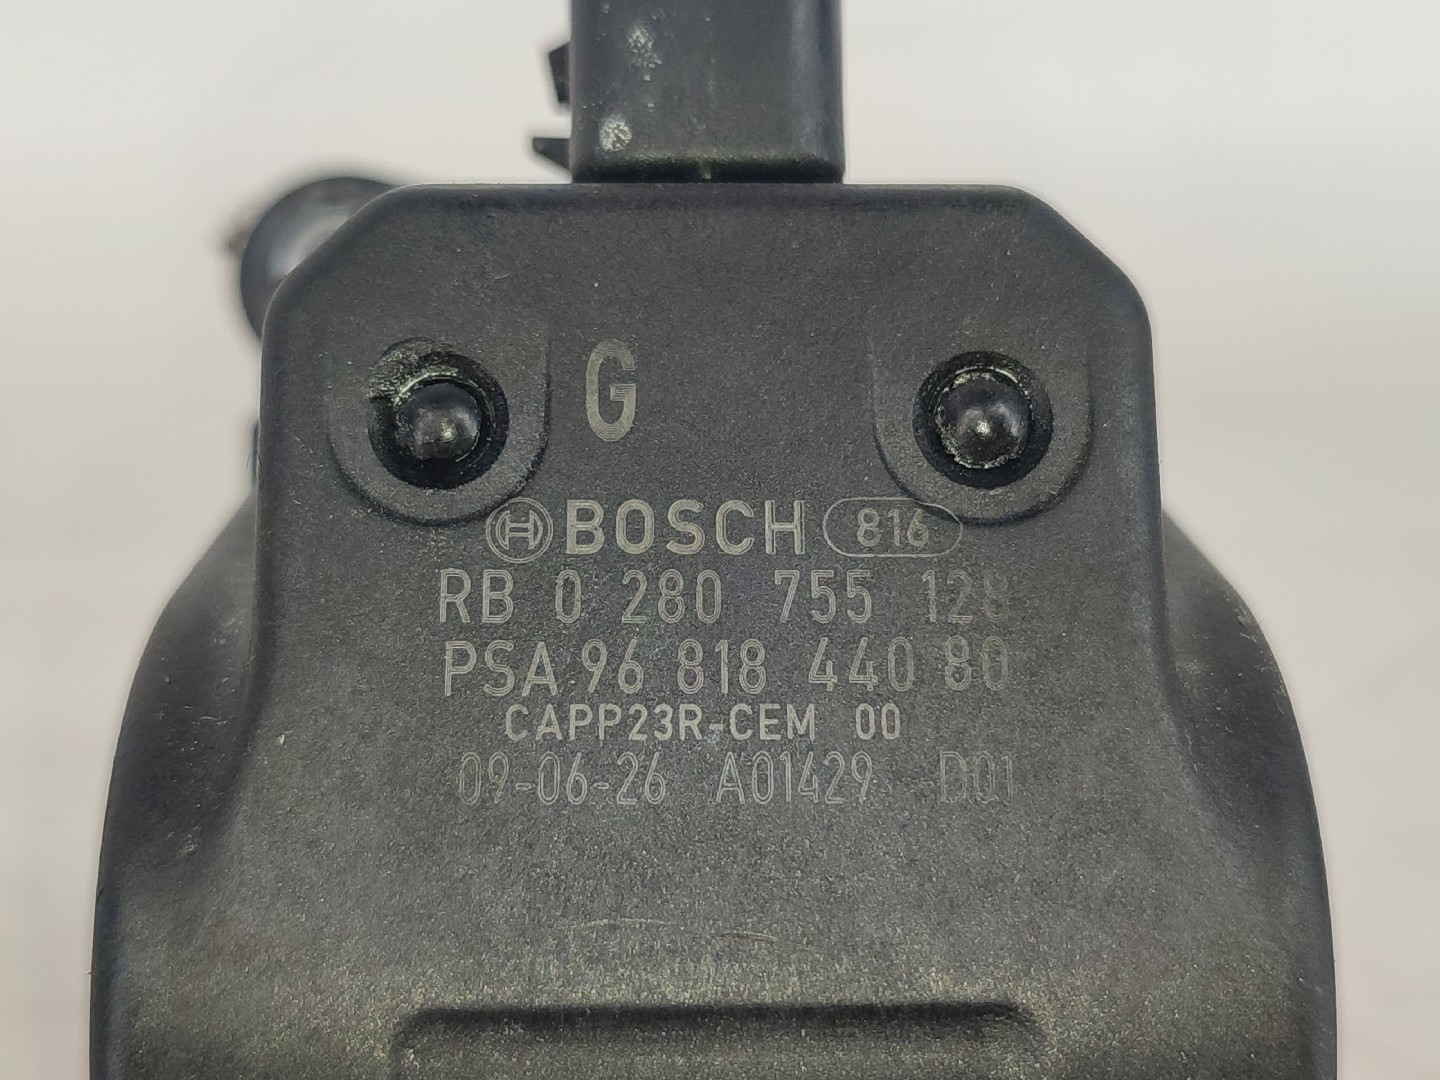 G
BOSCH 816
RB 0 280 755 128
PSA 96 818 440 80
CAPP23R-CEM 00
09-06-26 A01429 D01